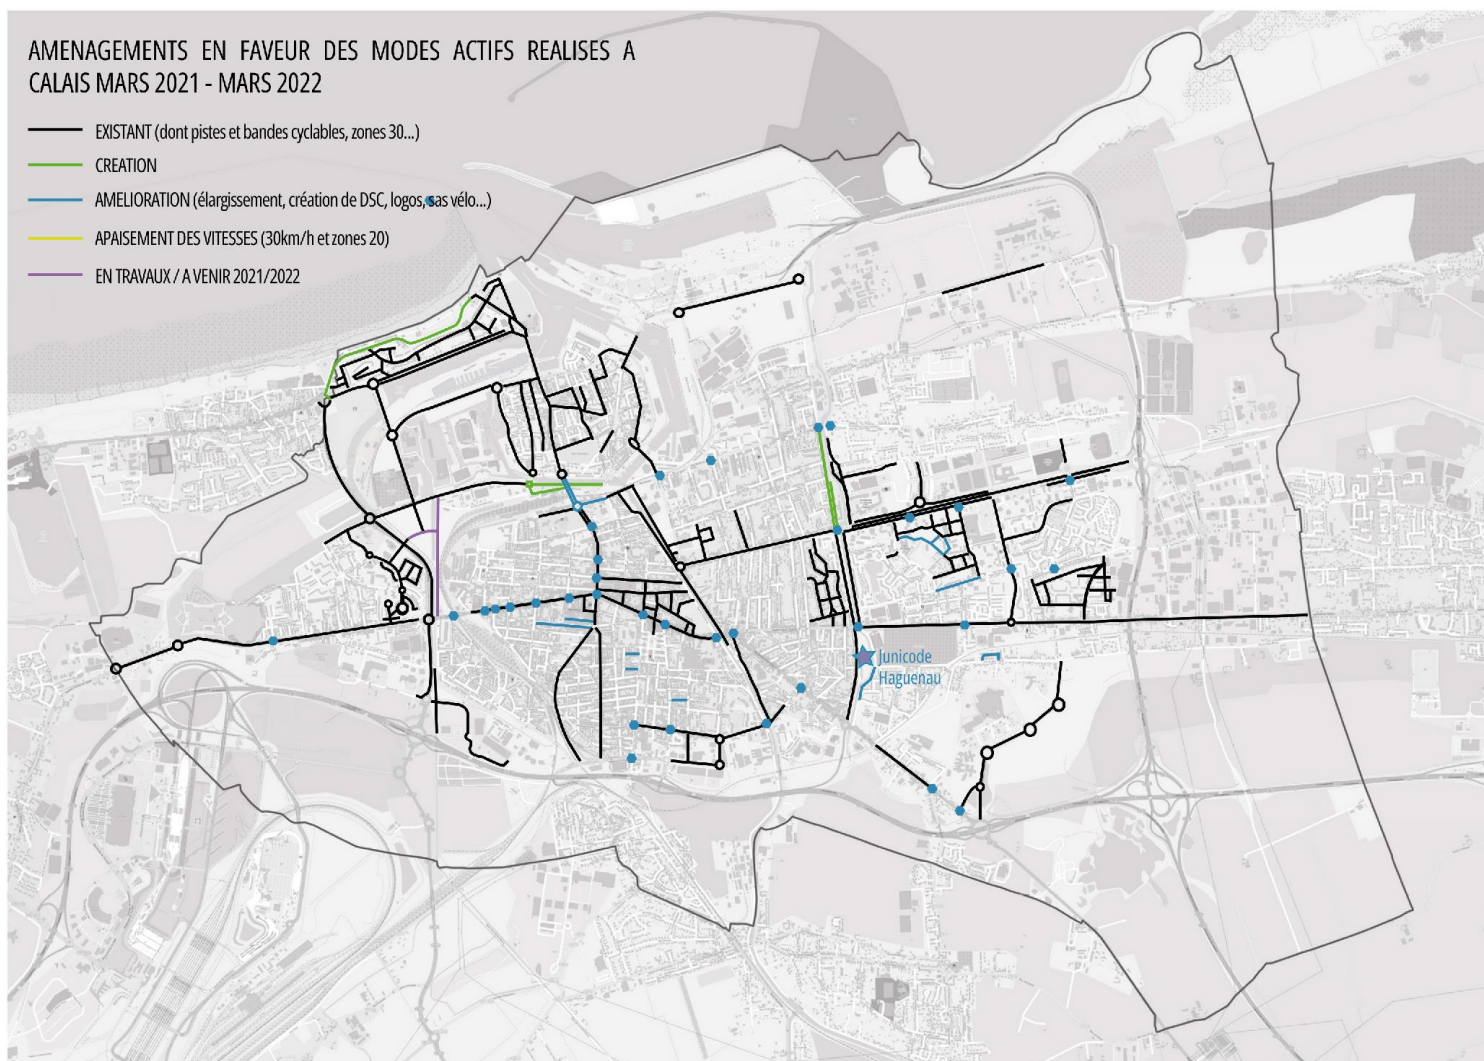 AMENAGEMENTS EN FAVEUR DES MODES ACTIFS REALISES A
CALAIS MARS 2021 - MARS 2022
EXISTANT (dont pistes et bandes cyclables, zones 30...)
CREATION
AMELIORATION (élargissement, création de DSC, logos, sas vélo...)
APAISEMENT DES VITESSES (30km/h et zones 20)
EN TRAVAUX / A VENIR 2021/2022
Junicode
Haguenau